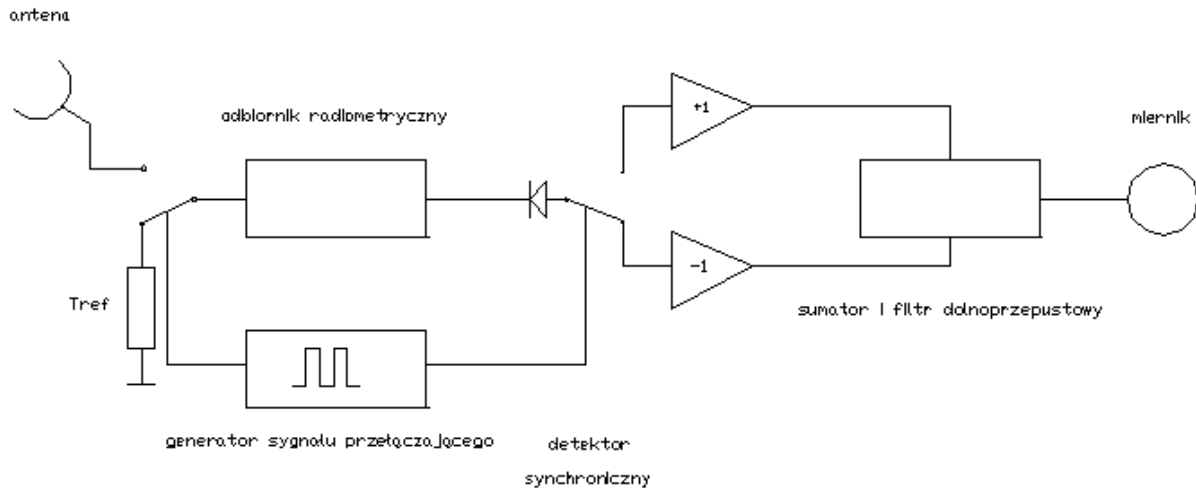 antena
odbiornik radiometryczny
+1
miernik
Tref
-1
sumator i filtr dolnoprzepustowy
generator sygnału przełączającego
detektor
synchroniczny